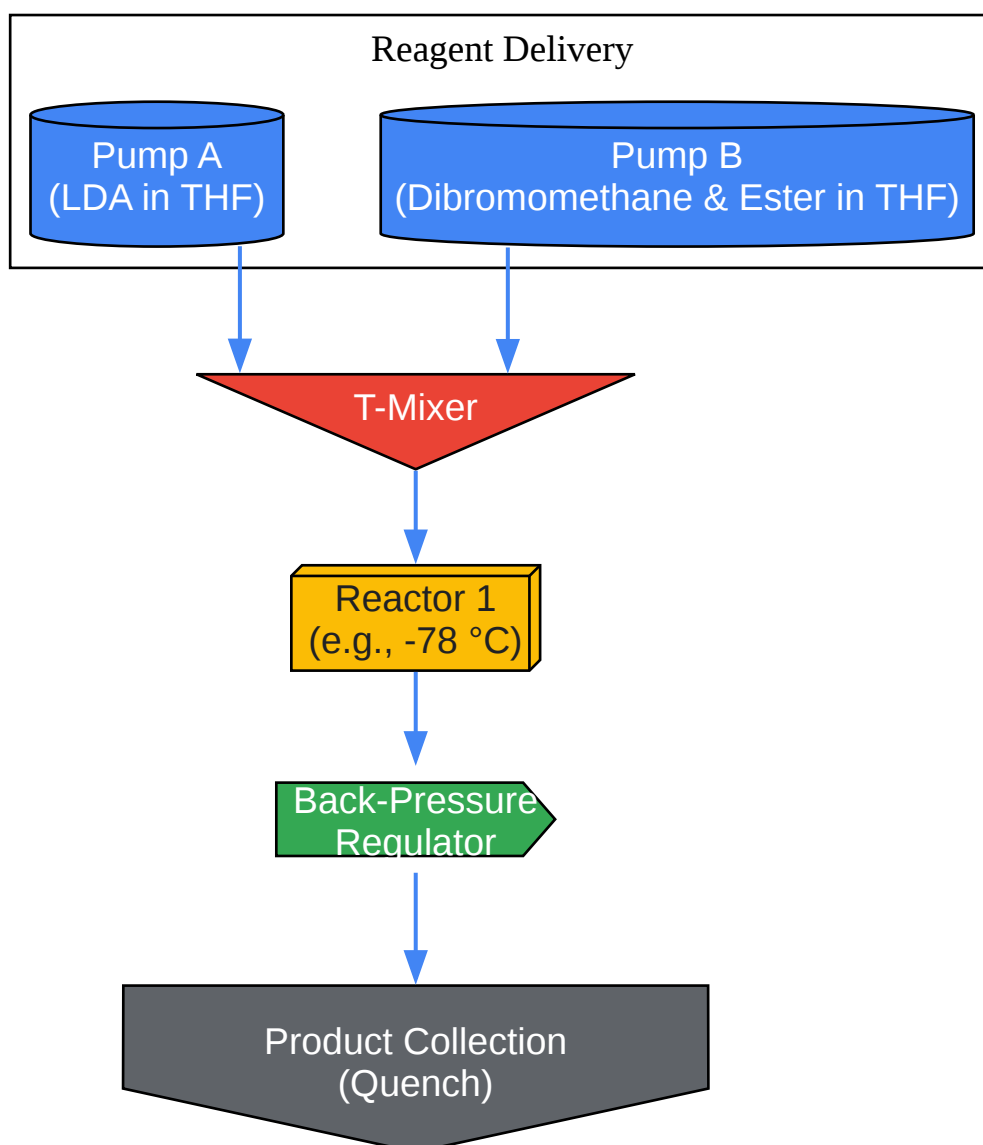 Reagent Delivery
Pump A
(LDA in THF)
Pump B
(Dibromomethane & Ester in THF)
T-Mixer
Reactor 1
(e.g., -78 °C)
Back-Pressure
Regulator
Product Collection
(Quench)